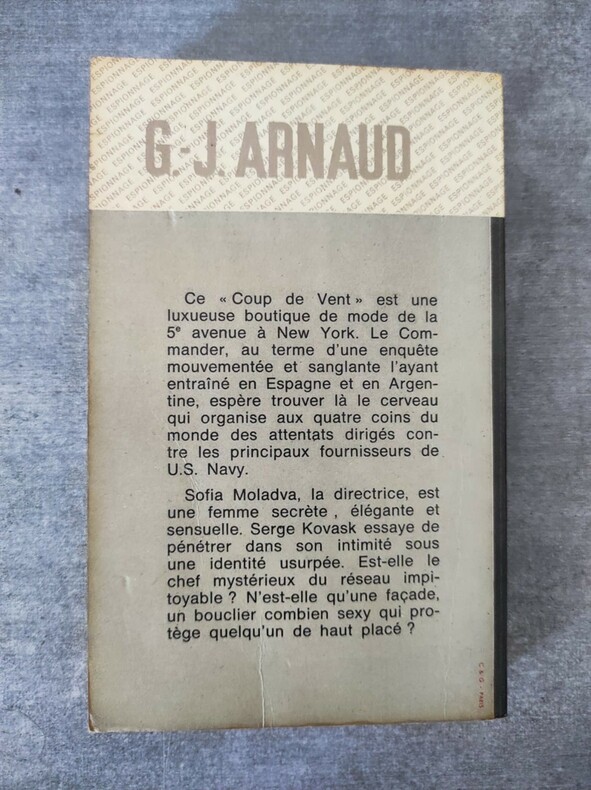 G.-J. ARNAUD
Ce « Coup de Vent » est une
luxueuse boutique de mode de la
5e avenue à New York. Le Com-
mander, au terme d'une enquête
mouvementée et sanglante l'ayant
entraîné en Espagne et en Argen-
tine, espère trouver là le cerveau
qui organise aux quatre coins du
monde des attentats dirigés con-
tre les principaux fournisseurs de
U.S. Navy.
Sofia Moladva, la directrice, est
une femme secrète , élégante et
sensuelle. Serge Kovask essaye de
pénétrer dans son intimité sous
une identité usurpée. Est-elle le
chef mystérieux du réseau impi-
toyable ? N'est-elle qu'une façade,
un bouclier combien sexy qui pro-
tège quelqu'un de haut placé ?